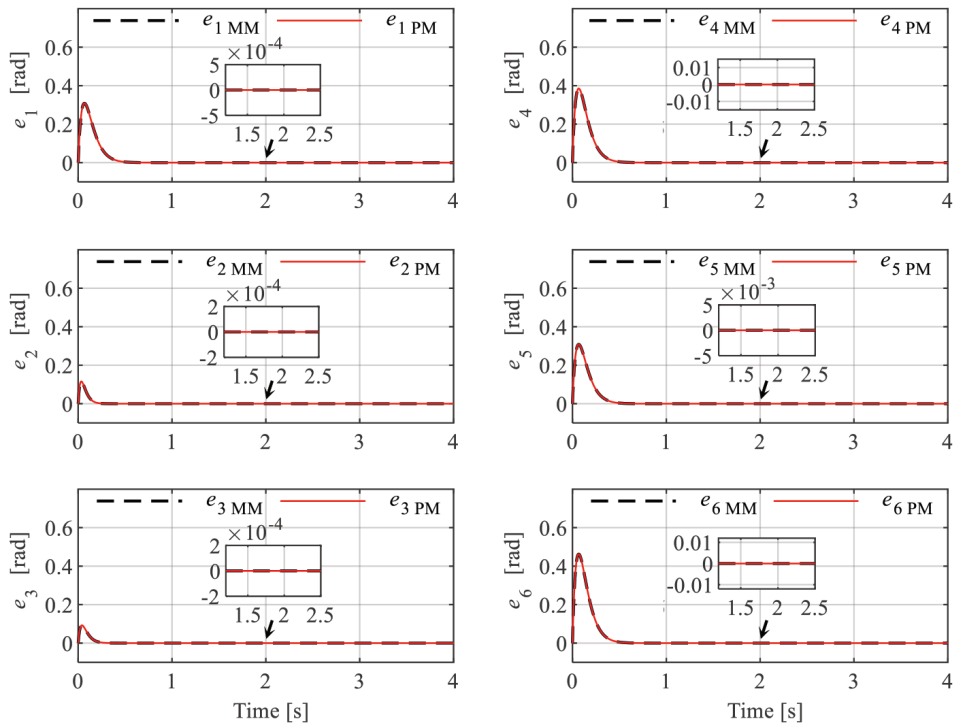 e1 MM e1 PM
×10-4
e1 [rad]
0.6
0.4
0.2
0
5
0
-5
1.5 2 2.5
0 1 2 3 4
e4 MM e4 PM
e4 [rad]
0.6
0.4
0.2
0
0.01
0
-0.01
1.5 2 2.5
0 1 2 3 4
e2 MM e2 PM
×10-4
e2 [rad]
0.6
0.4
0.2
0
2
0
-2
1.5 2 2.5
0 1 2 3 4
e5 MM e5 PM
×10-3
e5 [rad]
0.6
0.4
0.2
0
5
0
-5
1.5 2 2.5
0 1 2 3 4
e3 MM e3 PM
×10-4
e3 [rad]
0.6
0.4
0.2
0
2
0
-2
1.5 2 2.5
0 1 2 3 4
Time [s]
e6 MM e6 PM
e6 [rad]
0.6
0.4
0.2
0
0.01
0
-0.01
1.5 2 2.5
0 1 2 3 4
Time [s]